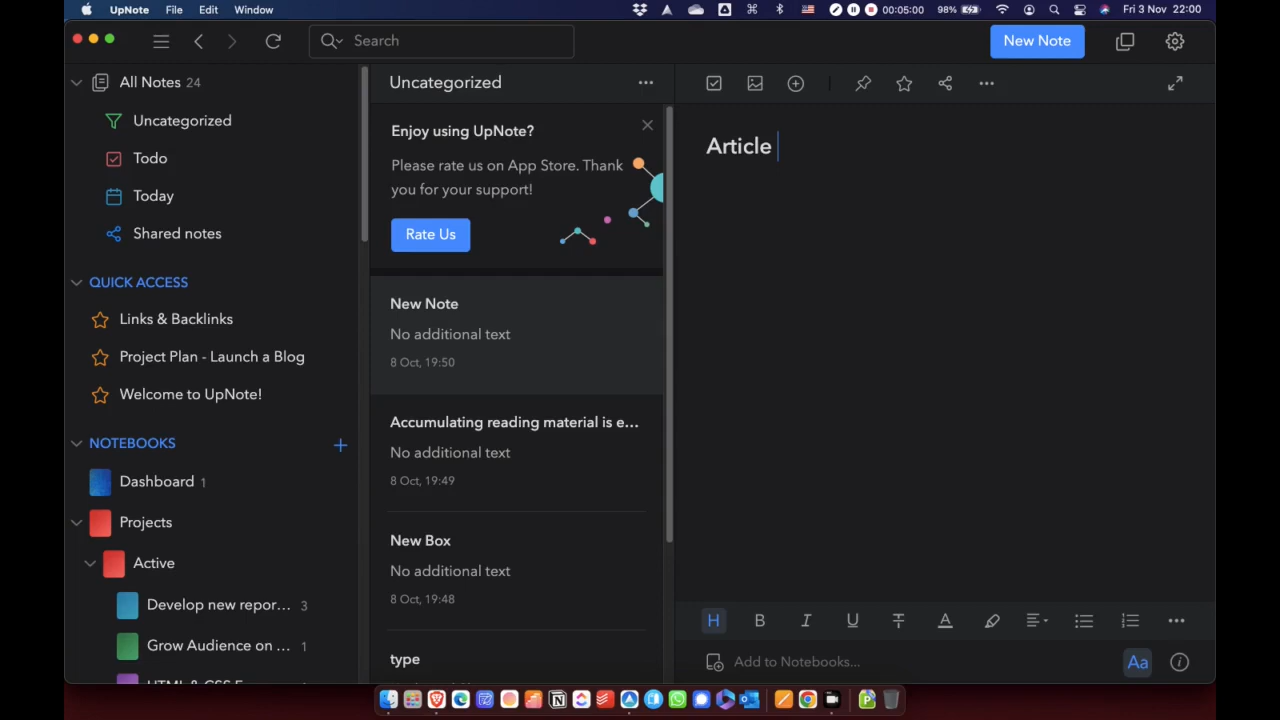 UpNote File Edit Window 00:05:00 98% Fri 3 Nov 22:00
Search
New Note
All Notes 24
Uncategorized
Todo
Today
Shared notes
QUICK ACCESS
Links & Backlinks
Project Plan - Launch a Blog
Welcome to UpNote!
NOTEBOOKS
Dashboard 1
Projects
Active
Develop new repor... 3
Grow Audience on ... 1
Uncategorized
Enjoy using UpNote?
Please rate us on App Store. Thank
you for your support!
Rate Us
New Note
No additional text
8 Oct, 19:50
Accumulating reading material is e...
No additional text
8 Oct, 19:49
New Box
No additional text
8 Oct, 19:48
type
Article
H B I U T A
Add to Notebooks...
Aa